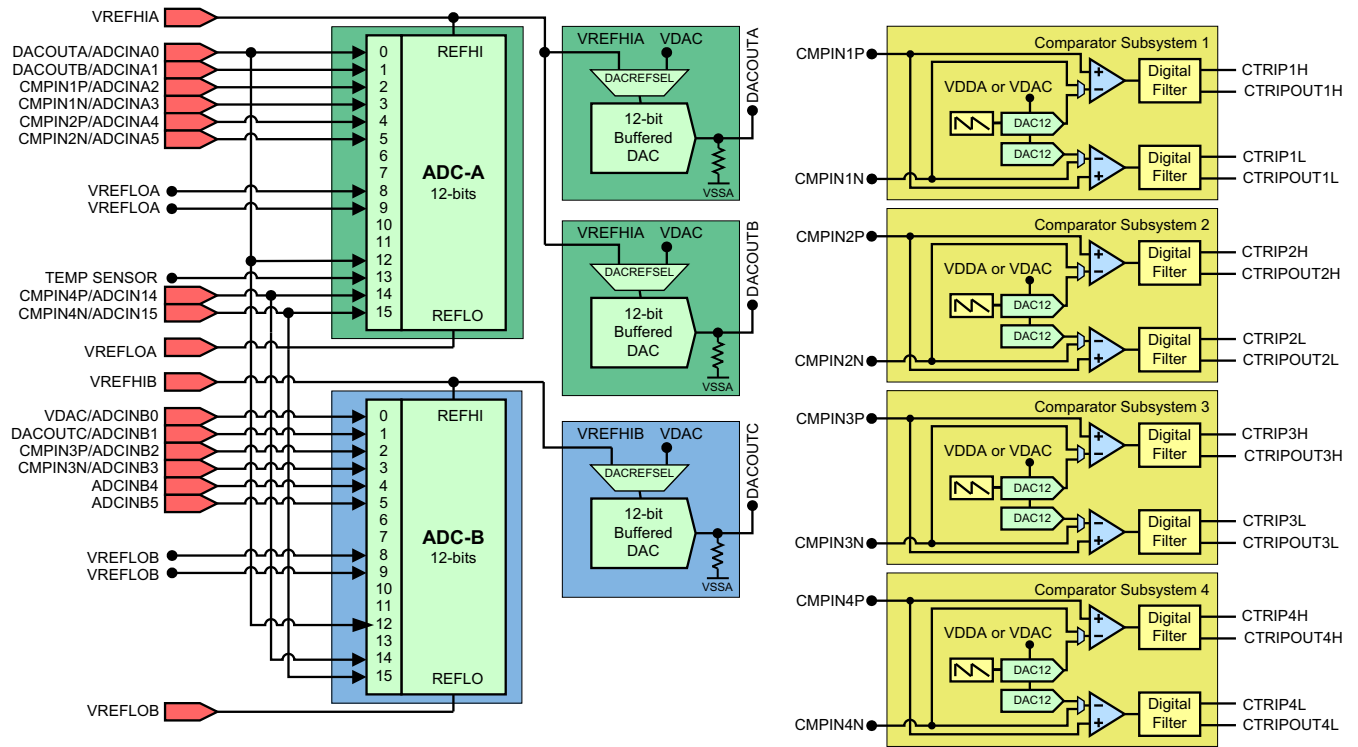 VREFHIA
DACOUTA/ADCINA0
DACOUTB/ADCINA1
CMPIN1P/ADCINA2
CMPIN1N/ADCINA3
CMPIN2P/ADCINA4
CMPIN2N/ADCINA5
VREFLOA
VREFLOA
TEMP SENSOR
CMPIN4P/ADCIN14
CMPIN4N/ADCIN15
VREFLOA
0
1
2
3
4
5
6
7
8
9
10
11
12
13
14
15
REFHI
ADC-A
12-bits
REFLO
VREFHIB
VDAC/ADCINB0
DACOUTC/ADCINB1
CMPIN3P/ADCINB2
CMPIN3N/ADCINB3
ADCINB4
ADCINB5
VREFLOB
VREFLOB
VREFLOB
0
1
2
3
4
5
6
7
8
9
10
11
12
13
14
15
REFHI
ADC-B
12-bits
REFLO
VREFHIA
VDAC
DACREFSEL
12-bit
Buffered
DAC
VSSA
DACOUTA
VREFHIA
VDAC
DACREFSEL
12-bit
Buffered
DAC
VSSA
DACOUTB
VREFHIB
VDAC
DACREFSEL
12-bit
Buffered
DAC
VSSA
DACOUTC
Comparator Subsystem 1
CMPIN1P
VDDA or VDAC
DAC12
DAC12
CMPIN1N
+
−
−
+
Digital
Filter
Digital
Filter
CTRIP1H
CTRIPOUT1H
CTRIP1L
CTRIPOUT1L
Comparator Subsystem 2
CMPIN2P
VDDA or VDAC
DAC12
DAC12
CMPIN2N
+
−
−
+
Digital
Filter
Digital
Filter
CTRIP2H
CTRIPOUT2H
CTRIP2L
CTRIPOUT2L
Comparator Subsystem 3
CMPIN3P
VDDA or VDAC
DAC12
DAC12
CMPIN3N
+
−
−
+
Digital
Filter
Digital
Filter
CTRIP3H
CTRIPOUT3H
CTRIP3L
CTRIPOUT3L
Comparator Subsystem 4
CMPIN4P
VDDA or VDAC
DAC12
DAC12
CMPIN4N
+
−
−
+
Digital
Filter
Digital
Filter
CTRIP4H
CTRIPOUT4H
CTRIP4L
CTRIPOUT4L